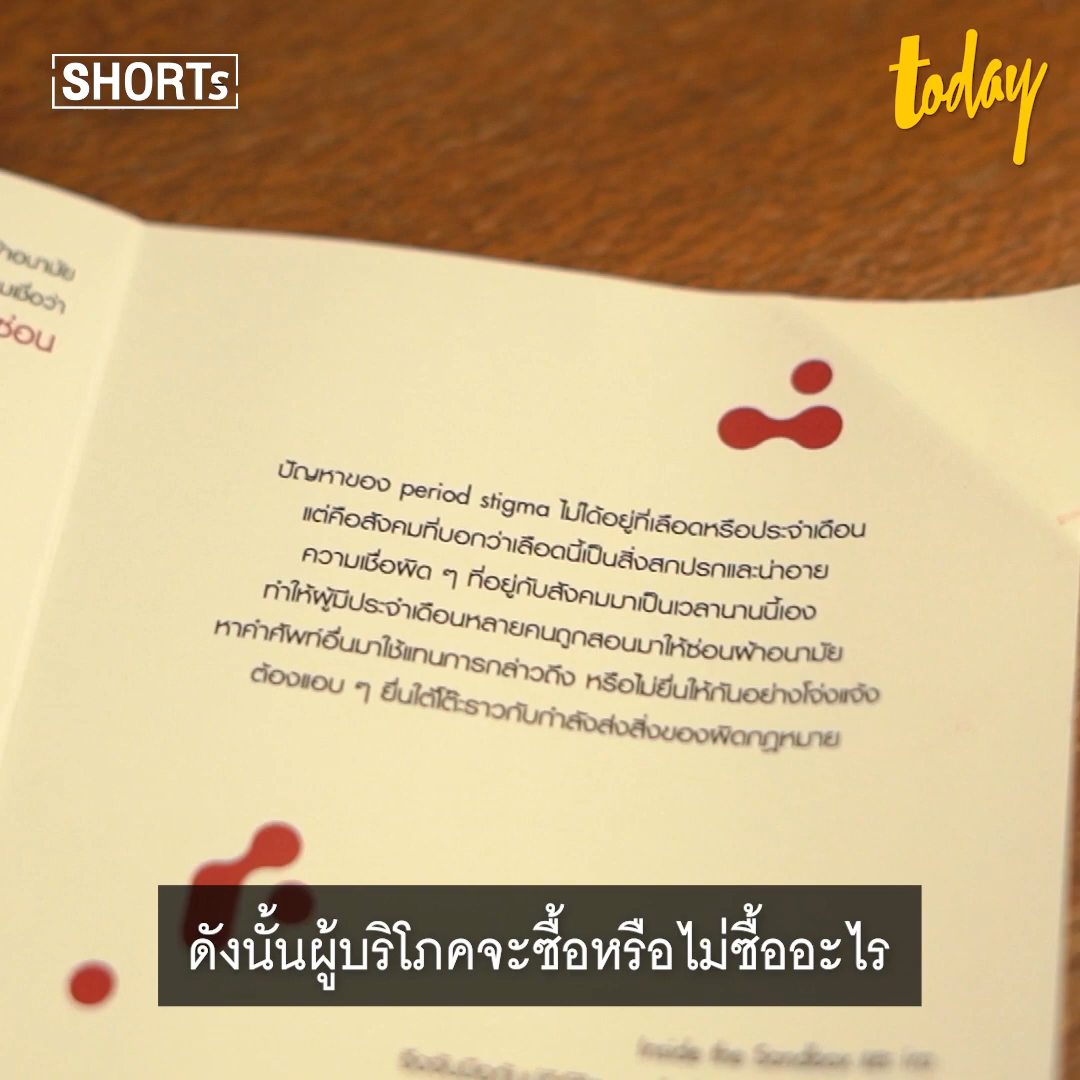 SHORTs
today
ผ้าอนามัย
ซ่อน
ปัญหาของ period stigma ไม่ได้อยู่ที่เลือดหรือประจำเดือน
แต่คือสังคมที่บอกว่าเลือดนี้เป็นสิ่งสกปรกและน่าอาย
ความเชื่อผิด ๆ ที่อยู่กับสังคมมาเป็นเวลานานนี้เอง
ทำให้ผู้มีประจำเดือนหลายคนถูกสอนมาให้ซ่อนผ้าอนามัย
หาคำศัพท์อื่นมาใช้แทนการกล่าวถึง หรือไม่ยื่นให้กันอย่างโจ่งแจ้ง
ต้องแอบ ๆ ยื่นใต้โต๊ะราวกับกำลังส่งสิ่งของผิดกฎหมาย
ดังนั้นผู้บริโภคจะซื้อหรือไม่ซื้ออะไร
Inside the Sandbox